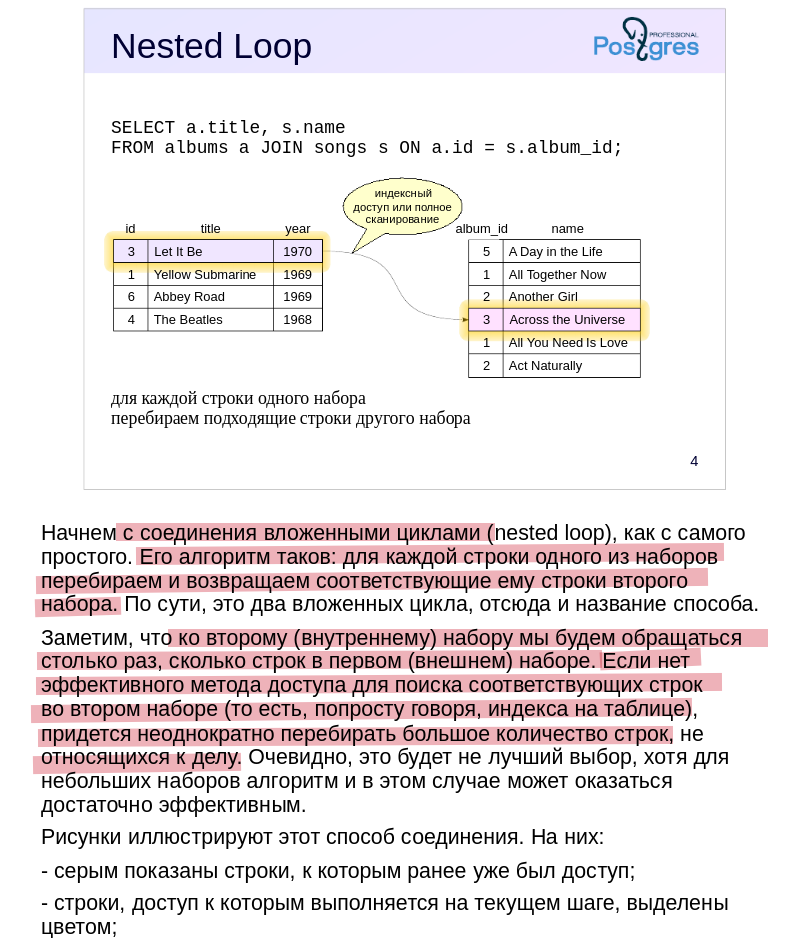 Nested Loop
PROFESSIONAL
Postgres
SELECT a.title, s.name
FROM albums a JOIN songs s ON a.id = s.album_id;
индексный
доступ или полное
сканирование
id title year
3 Let It Be 1970
1 Yellow Submarine 1969
6 Abbey Road 1969
4 The Beatles 1968
album_id name
5 A Day in the Life
1 All Together Now
2 Another Girl
3 Across the Universe
1 All You Need Is Love
2 Act Naturally
для каждой строки одного набора
перебираем подходящие строки другого набора
4
Начнем с соединения вложенными циклами (nested loop), как с самого
простого. Его алгоритм таков: для каждой строки одного из наборов
перебираем и возвращаем соответствующие ему строки второго
набора. По сути, это два вложенных цикла, отсюда и название способа.
Заметим, что ко второму (внутреннему) набору мы будем обращаться
столько раз, сколько строк в первом (внешнем) наборе. Если нет
эффективного метода доступа для поиска соответствующих строк
во втором наборе (то есть, попросту говоря, индекса на таблице),
придется неоднократно перебирать большое количество строк, не
относящихся к делу. Очевидно, это будет не лучший выбор, хотя для
небольших наборов алгоритм и в этом случае может оказаться
достаточно эффективным.
Рисунки иллюстрируют этот способ соединения. На них:
- серым показаны строки, к которым ранее уже был доступ;
- строки, доступ к которым выполняется на текущем шаге, выделены
цветом;